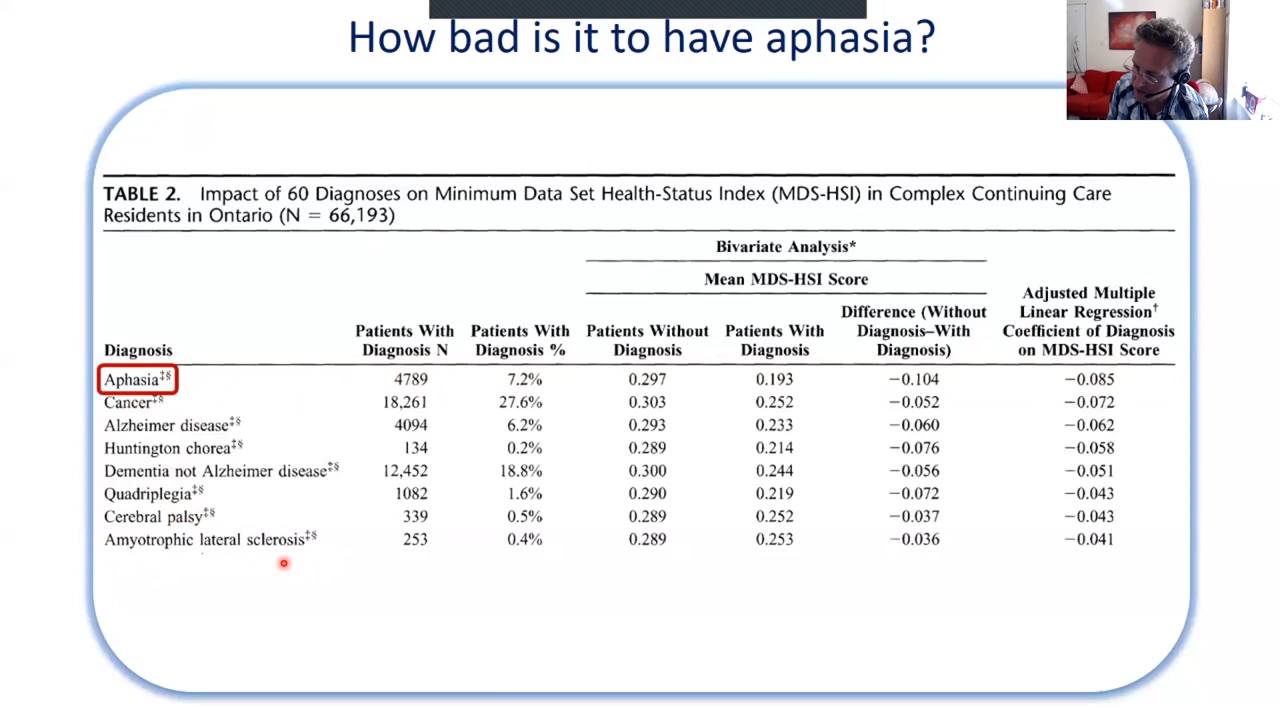 How bad is it to have aphasia?
TABLE 2. Impact of 60 Diagnoses on Minimum Data Set Health-Status Index (MDS-HSI) in Complex Continuing Care
Residents in Ontario (N = 66,193)
Bivariate Analysis*
Mean MDS-HSI Score
Diagnosis
Patients With
Diagnosis N
Patients With
Diagnosis %
Patients Without
Diagnosis
Patients With
Diagnosis
Difference (Without
Diagnosis–With
Diagnosis)
Adjusted Multiple
Linear Regression†
Coefficient of Diagnosis
on MDS-HSI Score
Aphasia‡§ 4789 7.2% 0.297 0.193 −0.104 −0.085
Cancer‡§ 18,261 27.6% 0.303 0.252 −0.052 −0.072
Alzheimer disease‡§ 4094 6.2% 0.293 0.233 −0.060 −0.062
Huntington chorea‡§ 134 0.2% 0.289 0.214 −0.076 −0.058
Dementia not Alzheimer disease‡§ 12,452 18.8% 0.300 0.244 −0.056 −0.051
Quadriplegia‡§ 1082 1.6% 0.290 0.219 −0.072 −0.043
Cerebral palsy‡§ 339 0.5% 0.289 0.252 −0.037 −0.043
Amyotrophic lateral sclerosis‡§ 253 0.4% 0.289 0.253 −0.036 −0.041